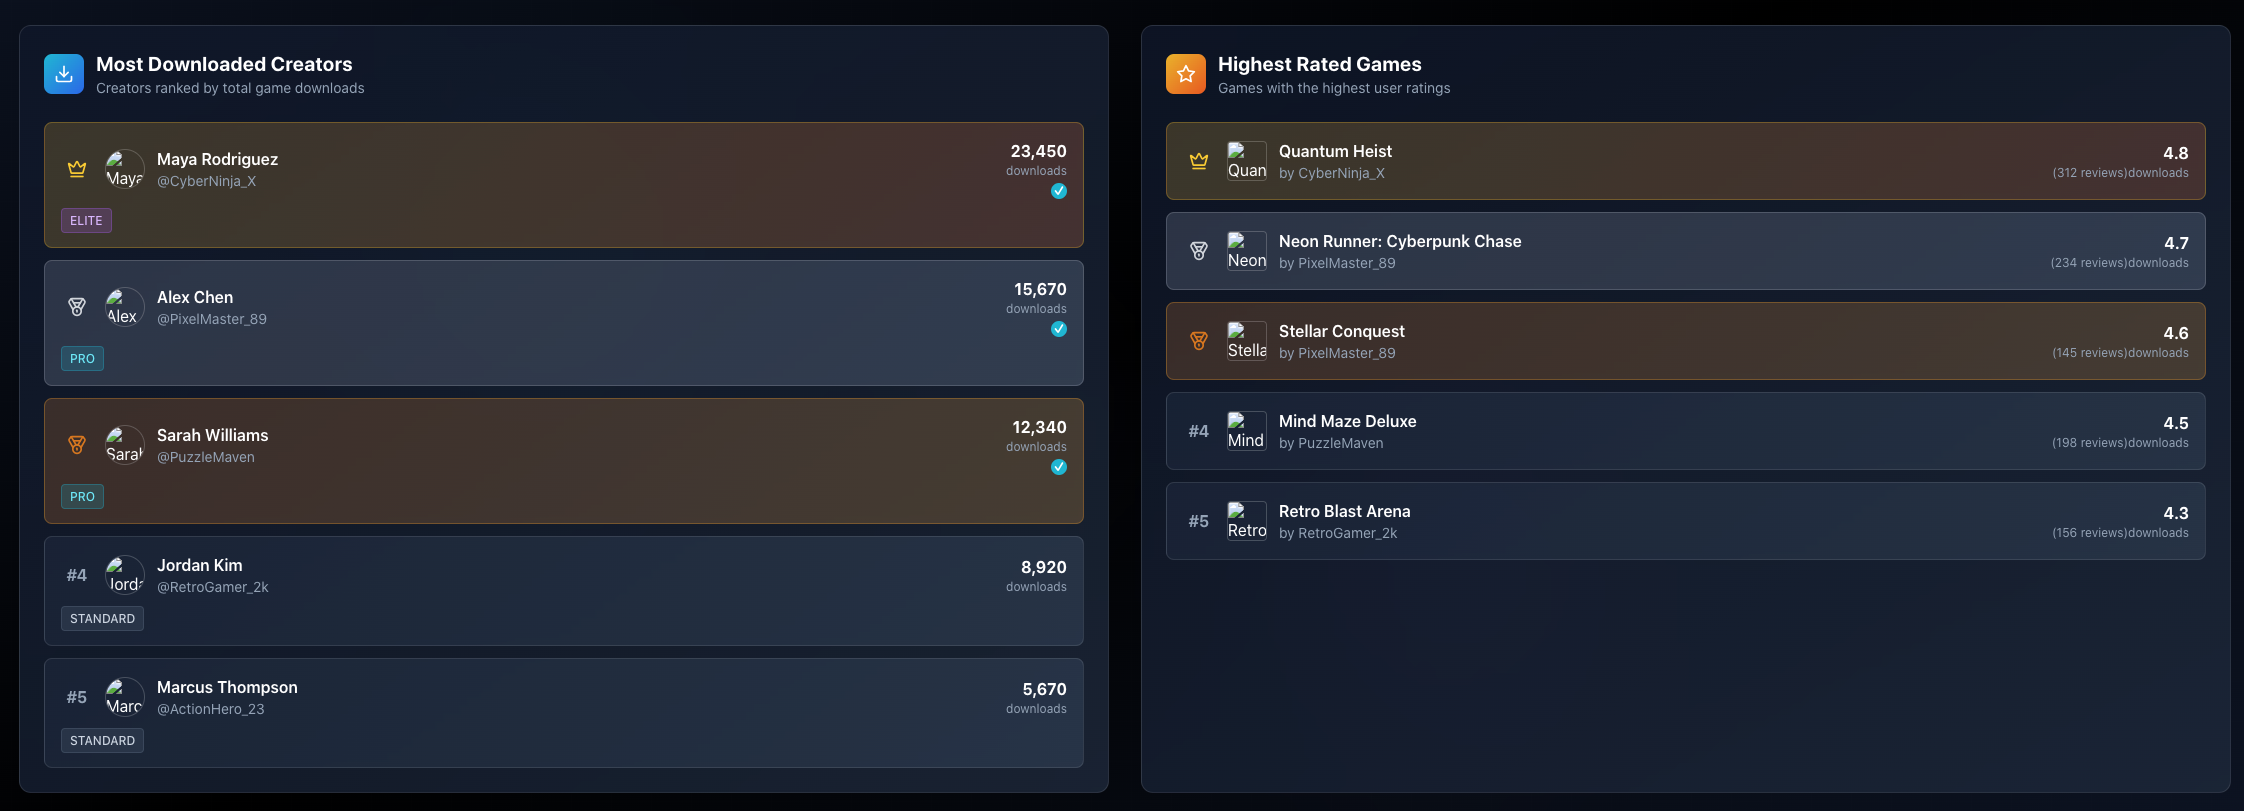 Most Downloaded Creators
Creators ranked by total game downloads
Maya
Maya Rodriguez
@CyberNinja_X
23,450
downloads
ELITE
Alex
Alex Chen
@PixelMaster_89
15,670
downloads
PRO
Sarah
Sarah Williams
@PuzzleMaven
12,340
downloads
PRO
#4
Jorda
Jordan Kim
@RetroGamer_2k
8,920
downloads
STANDARD
#5
Marc
Marcus Thompson
@ActionHero_23
5,670
downloads
STANDARD
Highest Rated Games
Games with the highest user ratings
Quan
Quantum Heist
by CyberNinja_X
4.8
(312 reviews)downloads
Neon
Neon Runner: Cyberpunk Chase
by PixelMaster_89
4.7
(234 reviews)downloads
Stella
Stellar Conquest
by PixelMaster_89
4.6
(145 reviews)downloads
#4
Mind
Mind Maze Deluxe
by PuzzleMaven
4.5
(198 reviews)downloads
#5
Retro
Retro Blast Arena
by RetroGamer_2k
4.3
(156 reviews)downloads